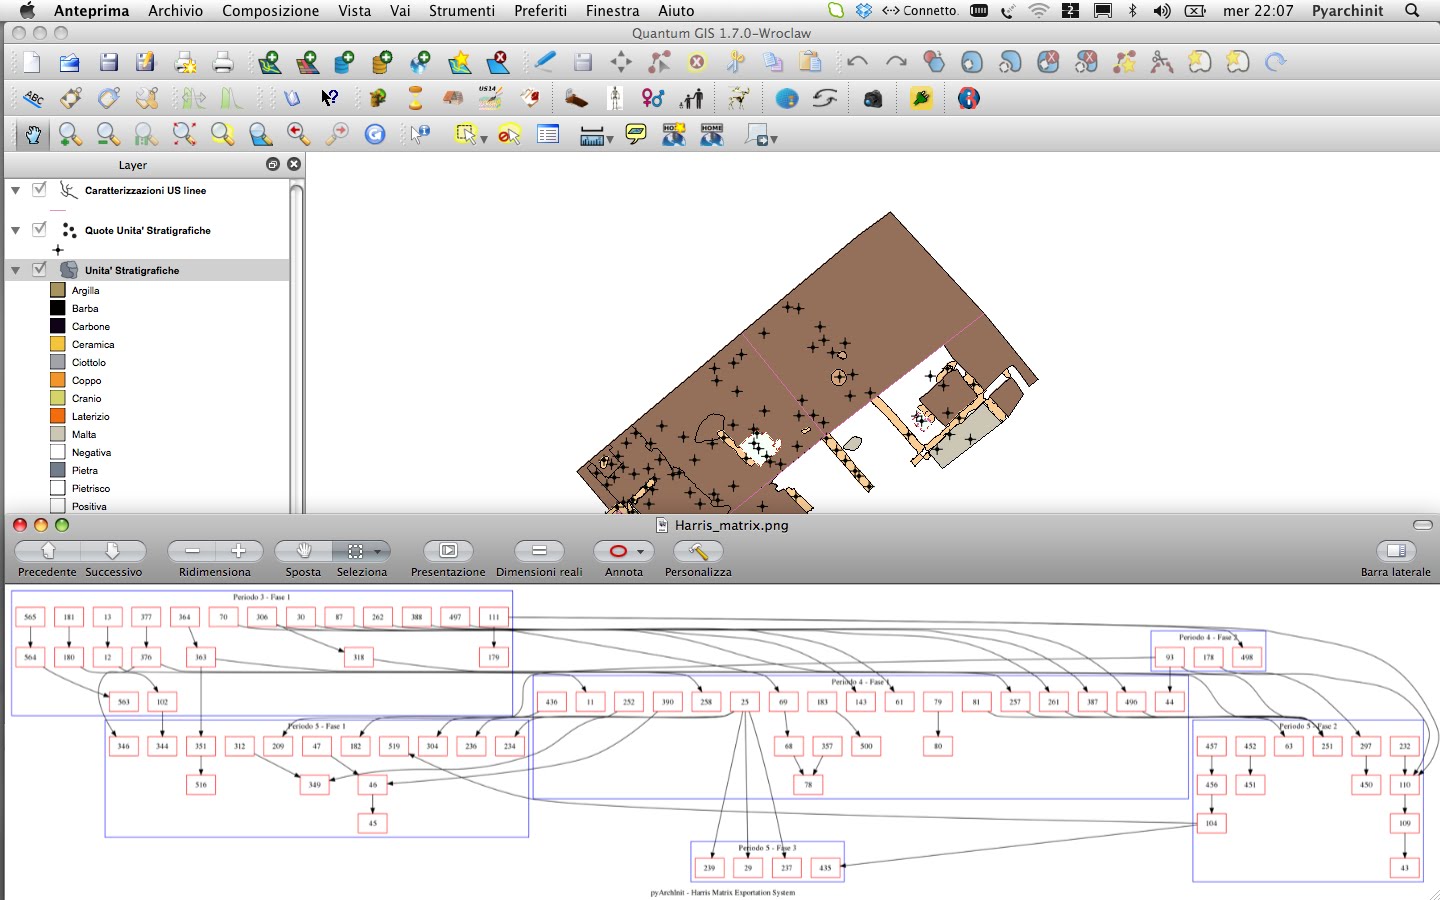 Anteprima Archivio Composizione Vista Vai Strumenti Preferiti Finestra Aiuto Connetto. 2 mer 22:07 Pyarchinit
Quantum GIS 1.7.0-Wroclaw
ABC US14
HOME
Layer
Caratterizzazioni US linee
Quote Unita' Stratigrafiche
Unita' Stratigrafiche
Argilla
Barba
Carbone
Ceramica
Ciottolo
Coppo
Cranio
Laterizio
Malta
Negativa
Pietra
Pietrisco
Positiva
Harris_matrix.png
Precedente Successivo Ridimensiona Sposta Seleziona Presentazione Dimensioni reali Annota Personalizza Barra laterale
Periodo 3 - Fase 1
565 181 13 377 364 70 306 30 87 262 388 497 111
Periodo 4 - Fase 2
564 180 12 376 363 318 179 93 178 498
Periodo 4 - Fase 1
563 102 436 11 252 390 258 25 69 183 143 61 79 81 257 261 387 496 44
Periodo 5 - Fase 1 Periodo 5 - Fase 2
346 344 351 312 209 47 182 519 304 236 234 68 357 500 80 457 452 63 251 297 232
516 349 46 78 456 451 450 110
45 104 109
Periodo 5 - Fase 3
239 29 237 435 43
pyArchInit - Harris Matrix Exportation System